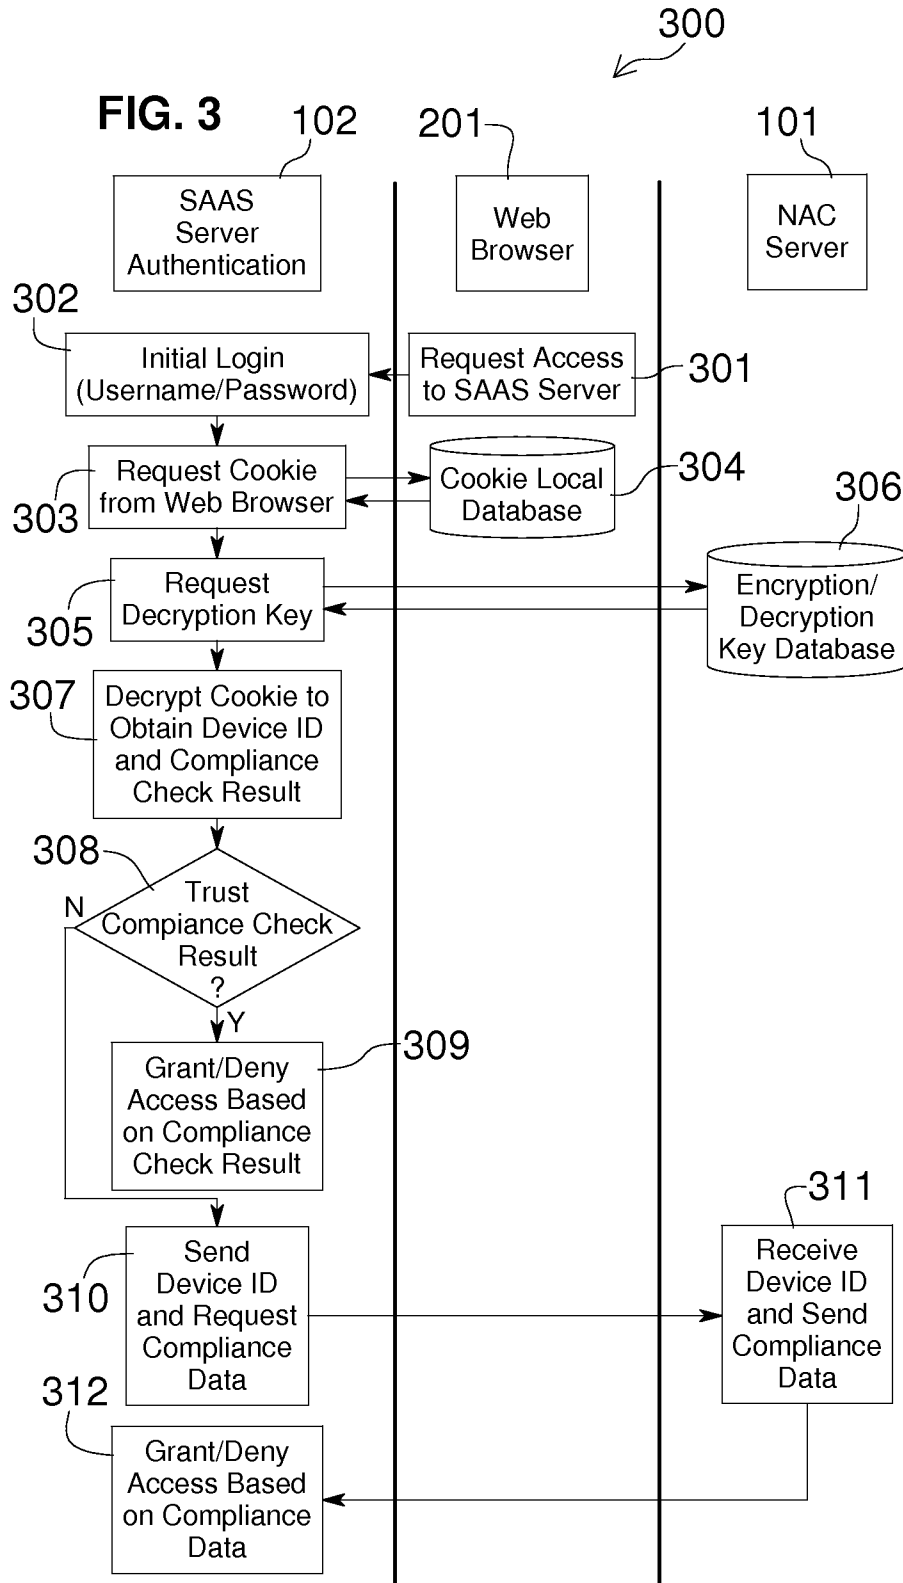 300
FIG. 3
102
201
101
SAAS
Server
Authentication
Web
Browser
NAC
Server
302
Initial Login
(Username/Password)
Request Access
to SAAS Server
301
Request Cookie
from Web Browser
303
Cookie Local
Database
304
306
Request
Decryption Key
305
Encryption/
Decryption
Key Database
307
Decrypt Cookie to
Obtain Device ID
and Compliance
Check Result
308
N
Trust
Compiance Check
Result
?
Y
309
Grant/Deny
Access Based
on Compliance
Check Result
311
310
Send
Device ID
and Request
Compliance
Data
Receive
Device ID
and Send
Compliance
Data
312
Grant/Deny
Access Based
on Compliance
Data